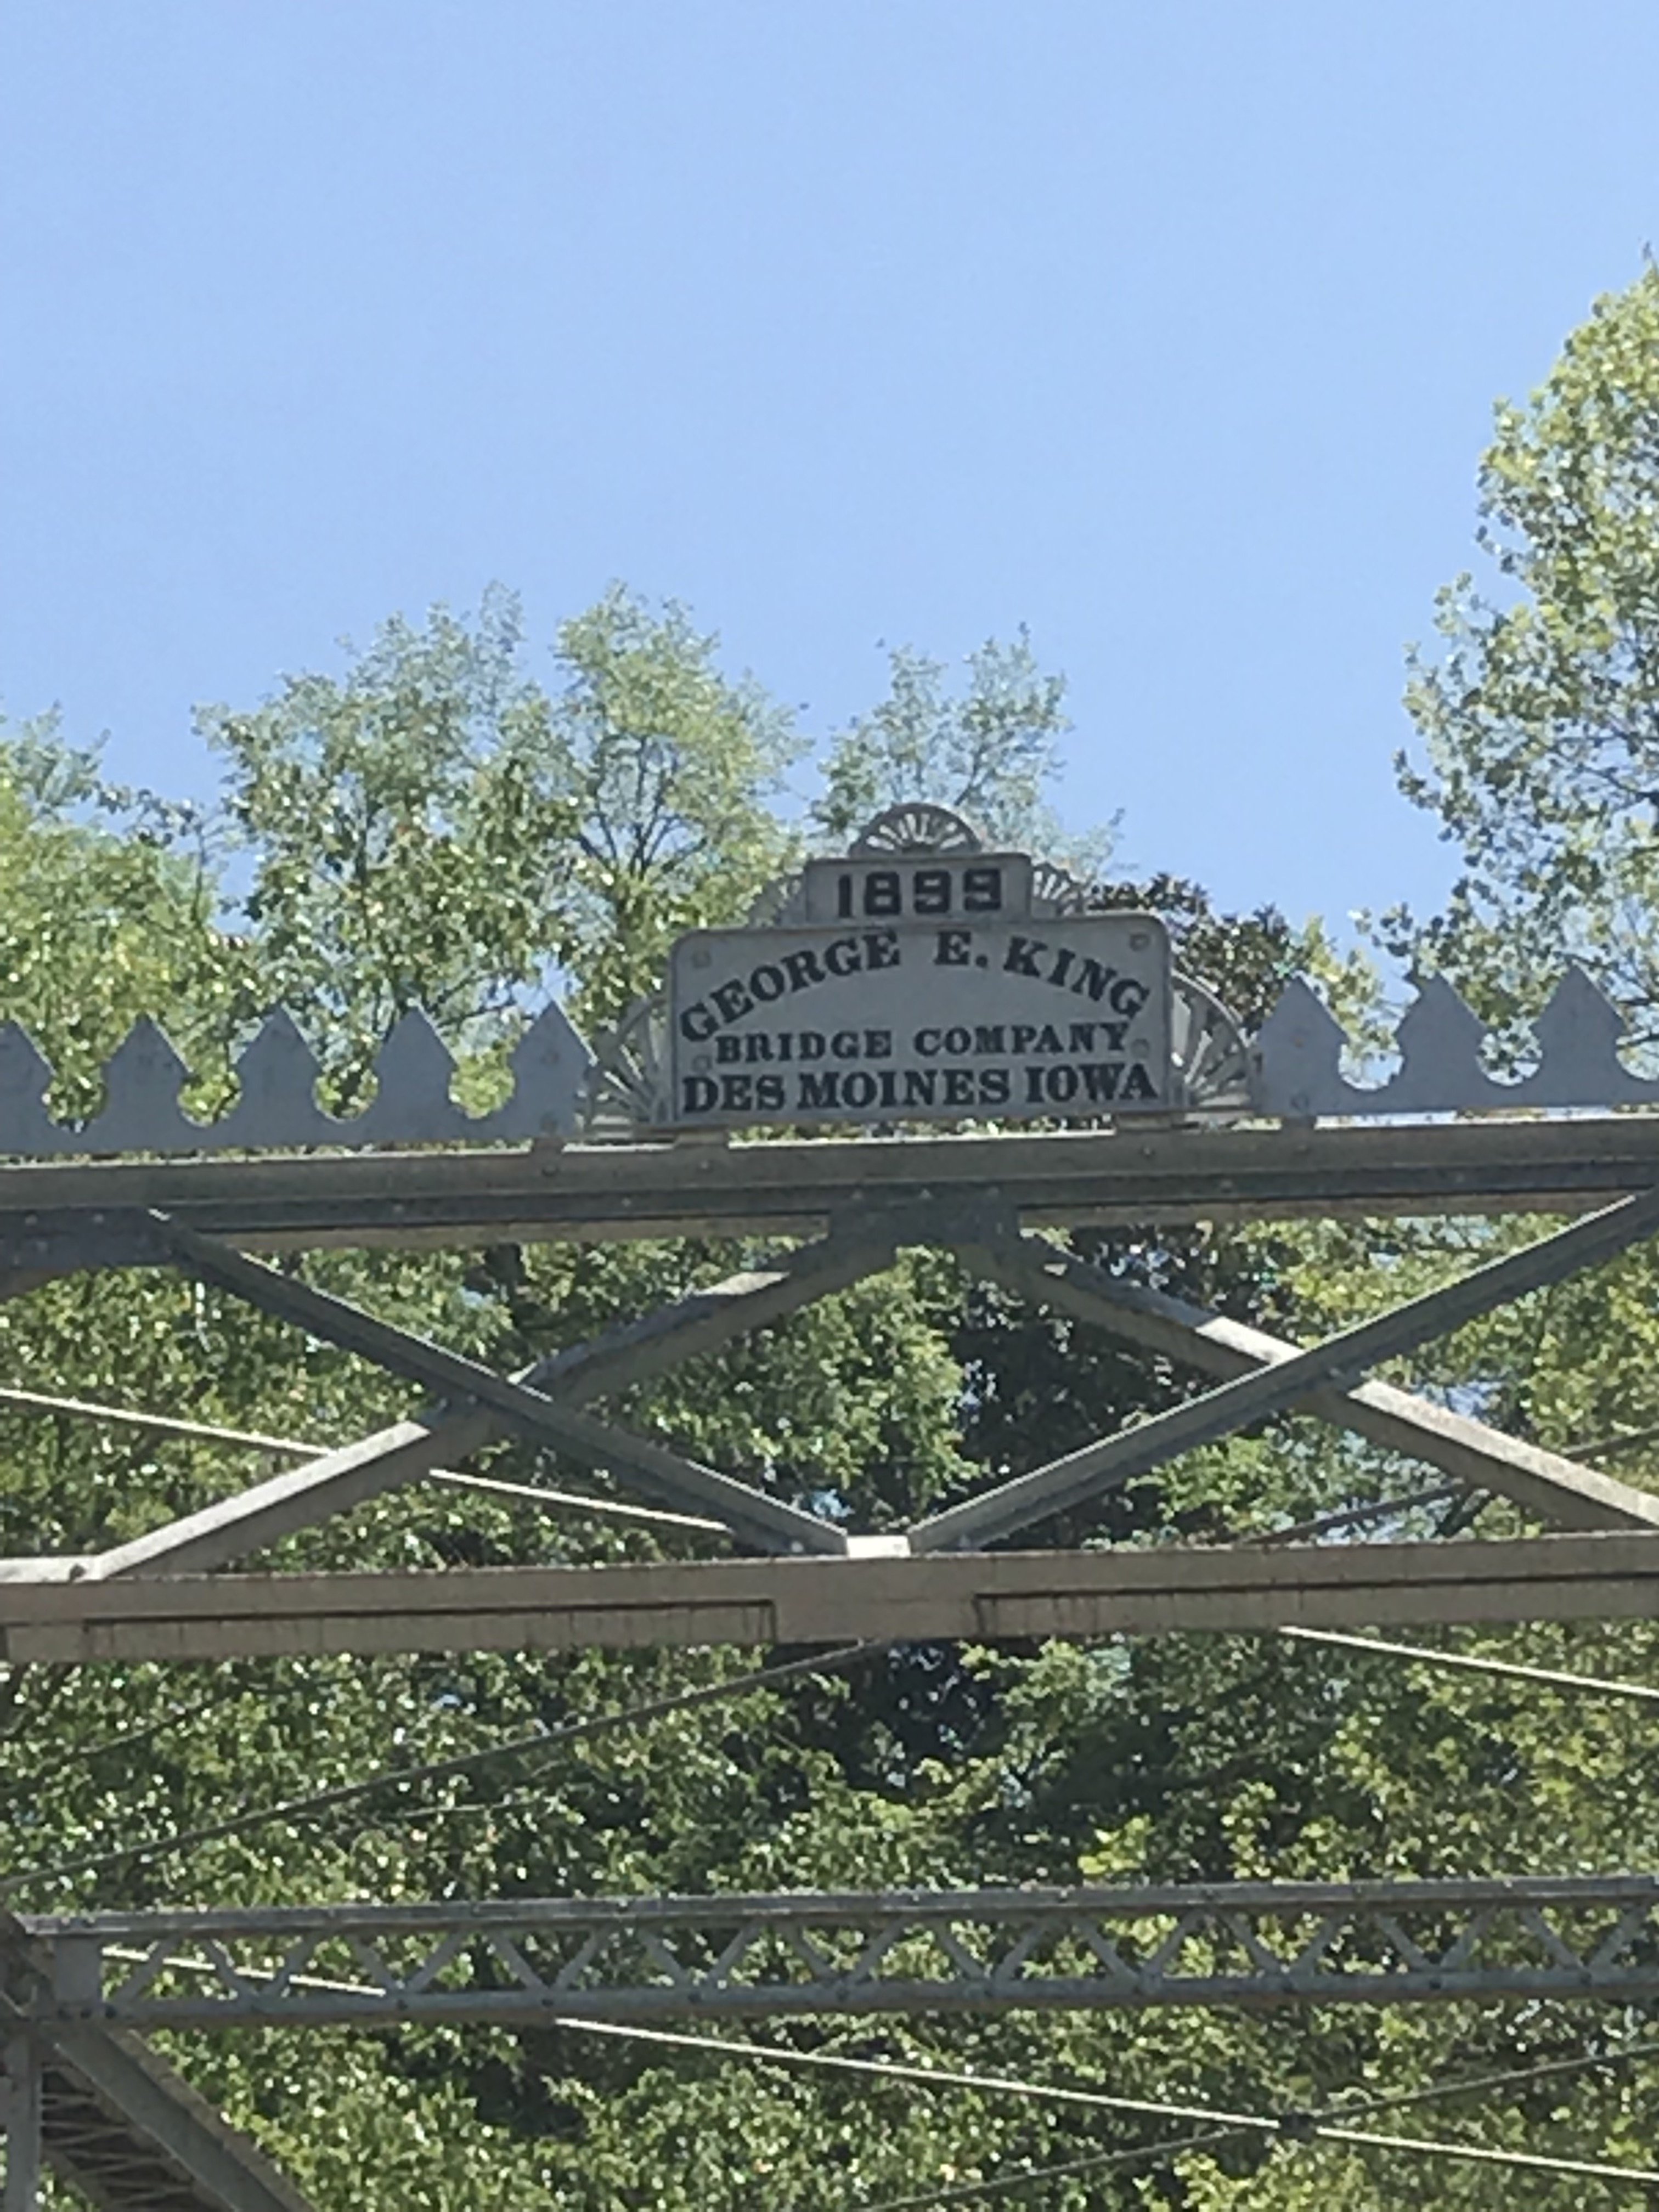 1899
GEORGE E. KING
BRIDGE COMPANY
DES MOINES IOWA